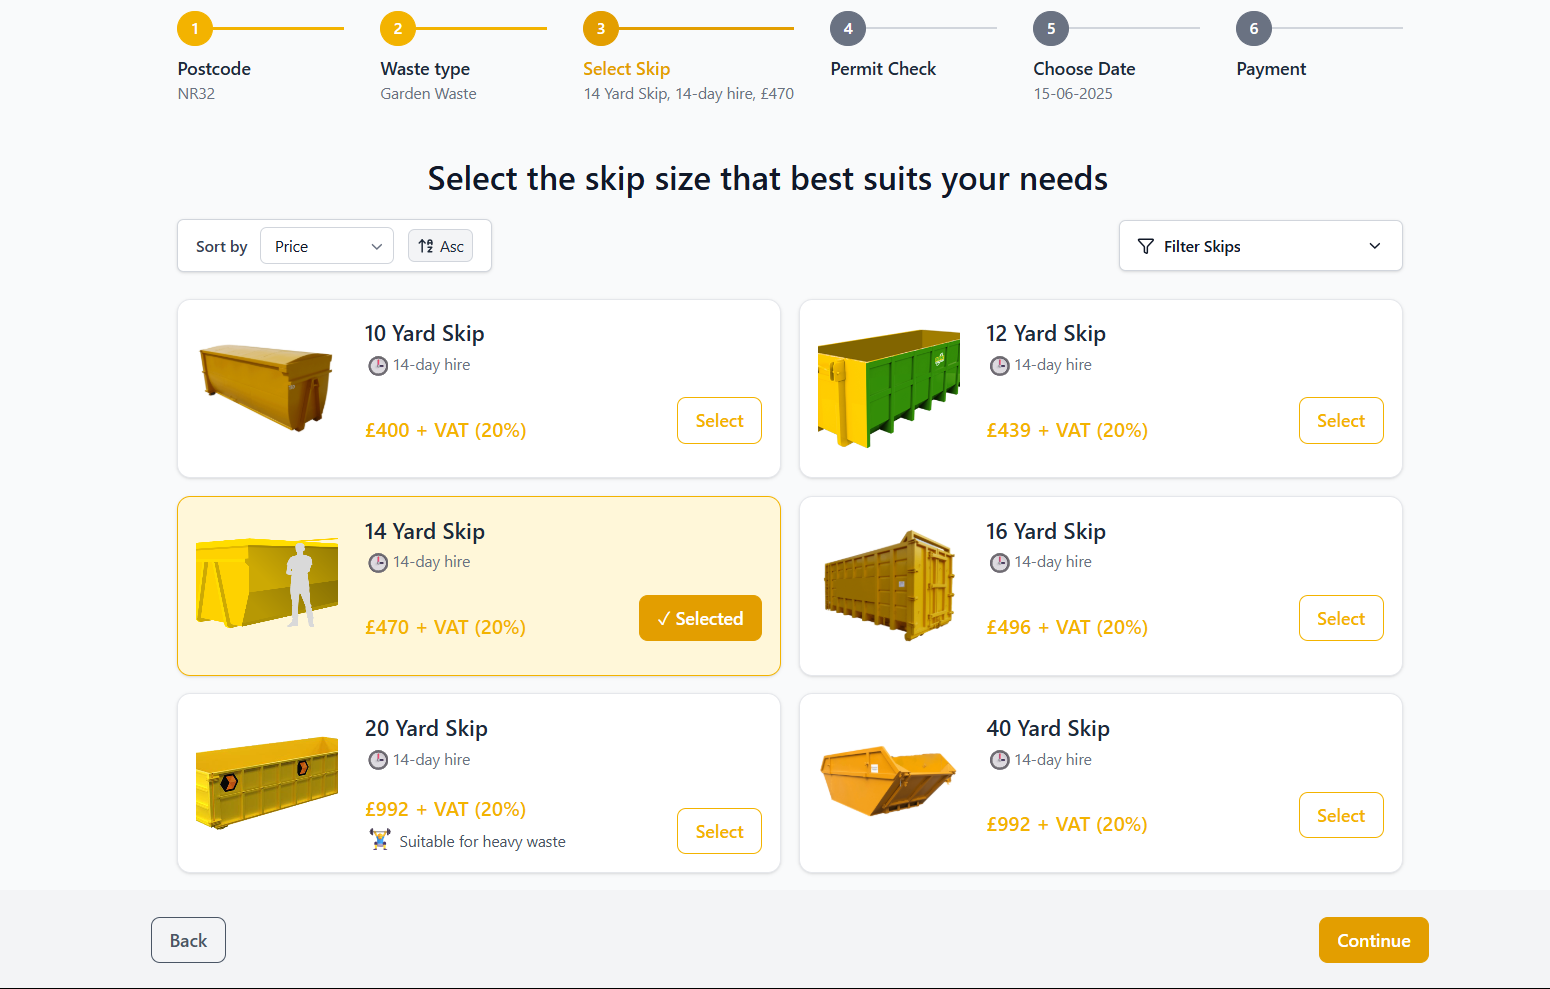 1
2
3
4
5
6
Postcode
Waste type
Select Skip
Permit Check
Choose Date
Payment
NR32
Garden Waste
14 Yard Skip, 14-day hire, £470
15-06-2025
Select the skip size that best suits your needs
Sort by
Price
Asc
Filter Skips
10 Yard Skip
14-day hire
£400 + VAT (20%)
Select
12 Yard Skip
14-day hire
£439 + VAT (20%)
Select
14 Yard Skip
14-day hire
£470 + VAT (20%)
✓ Selected
16 Yard Skip
14-day hire
£496 + VAT (20%)
Select
20 Yard Skip
14-day hire
£992 + VAT (20%)
Suitable for heavy waste
Select
40 Yard Skip
14-day hire
£992 + VAT (20%)
Select
Back
Continue